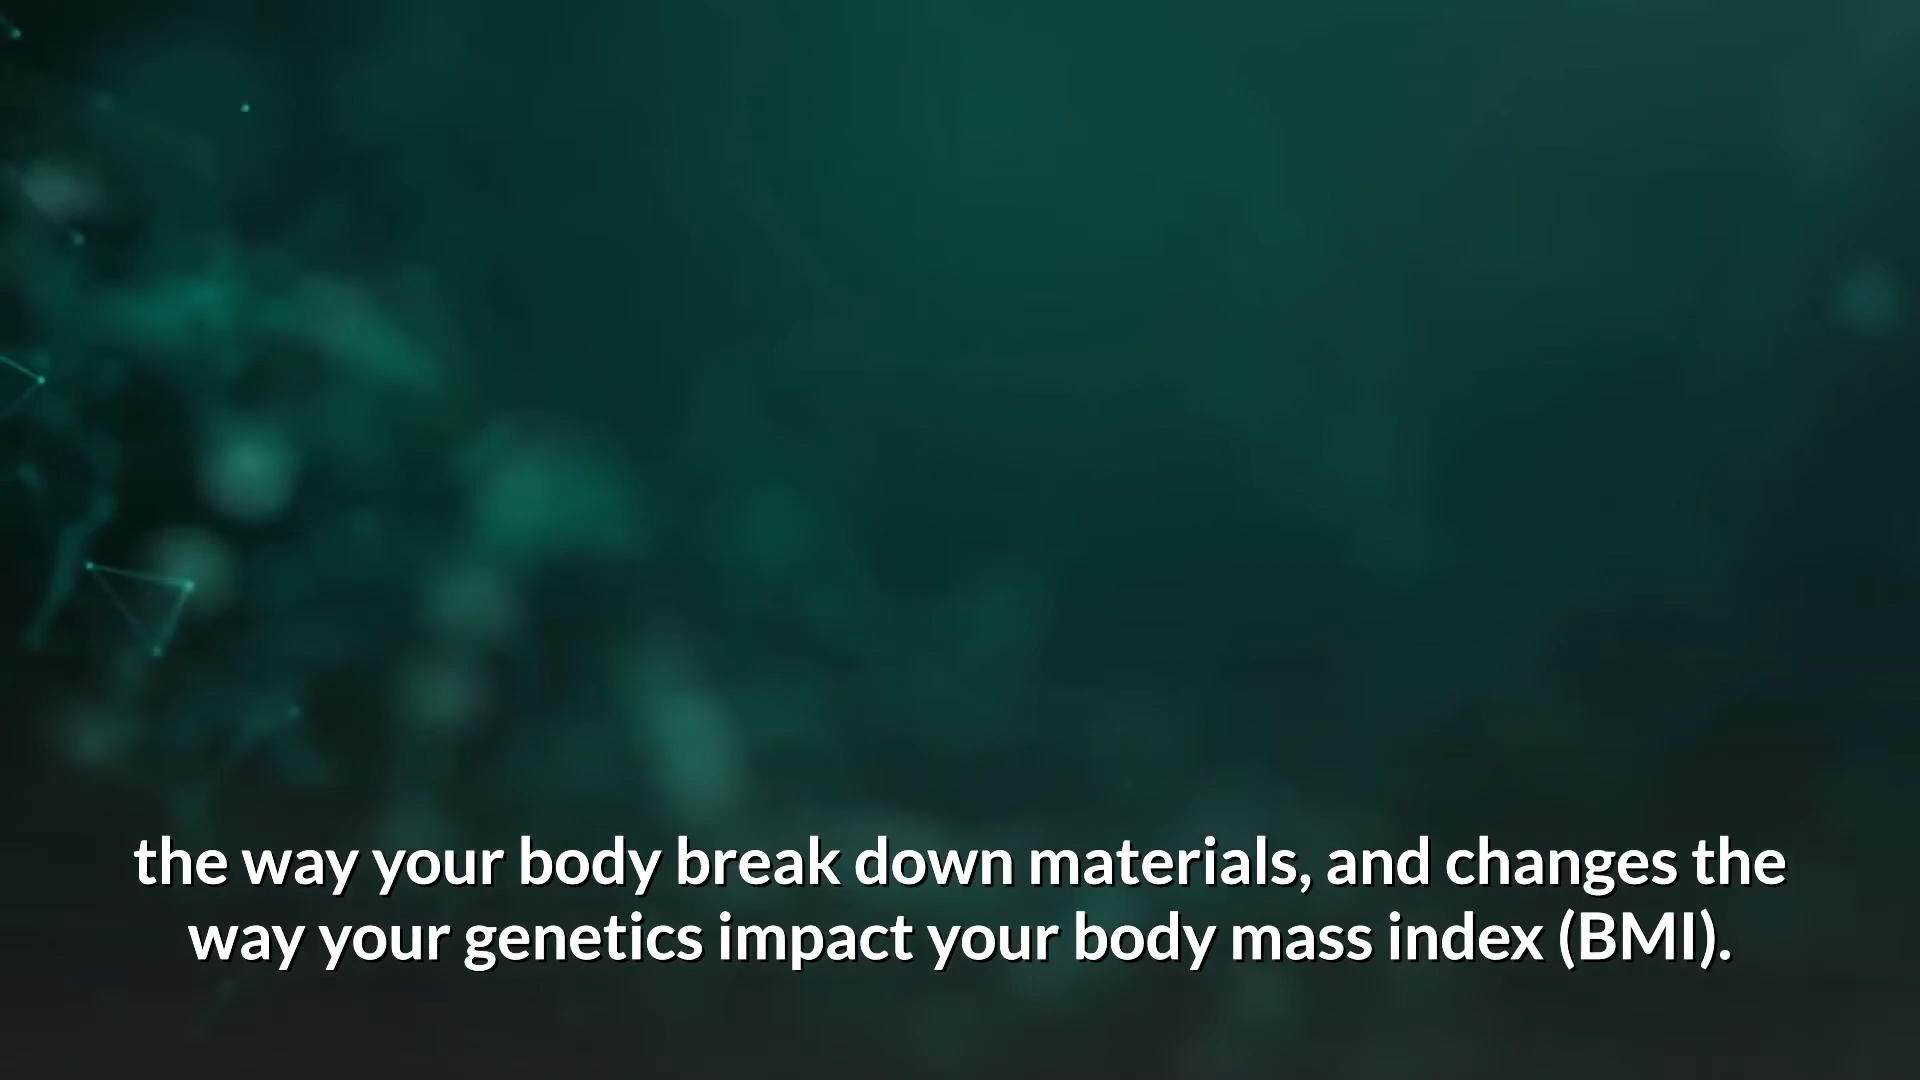 the way your body break down materials, and changes the
way your genetics impact your body mass index (BMI).